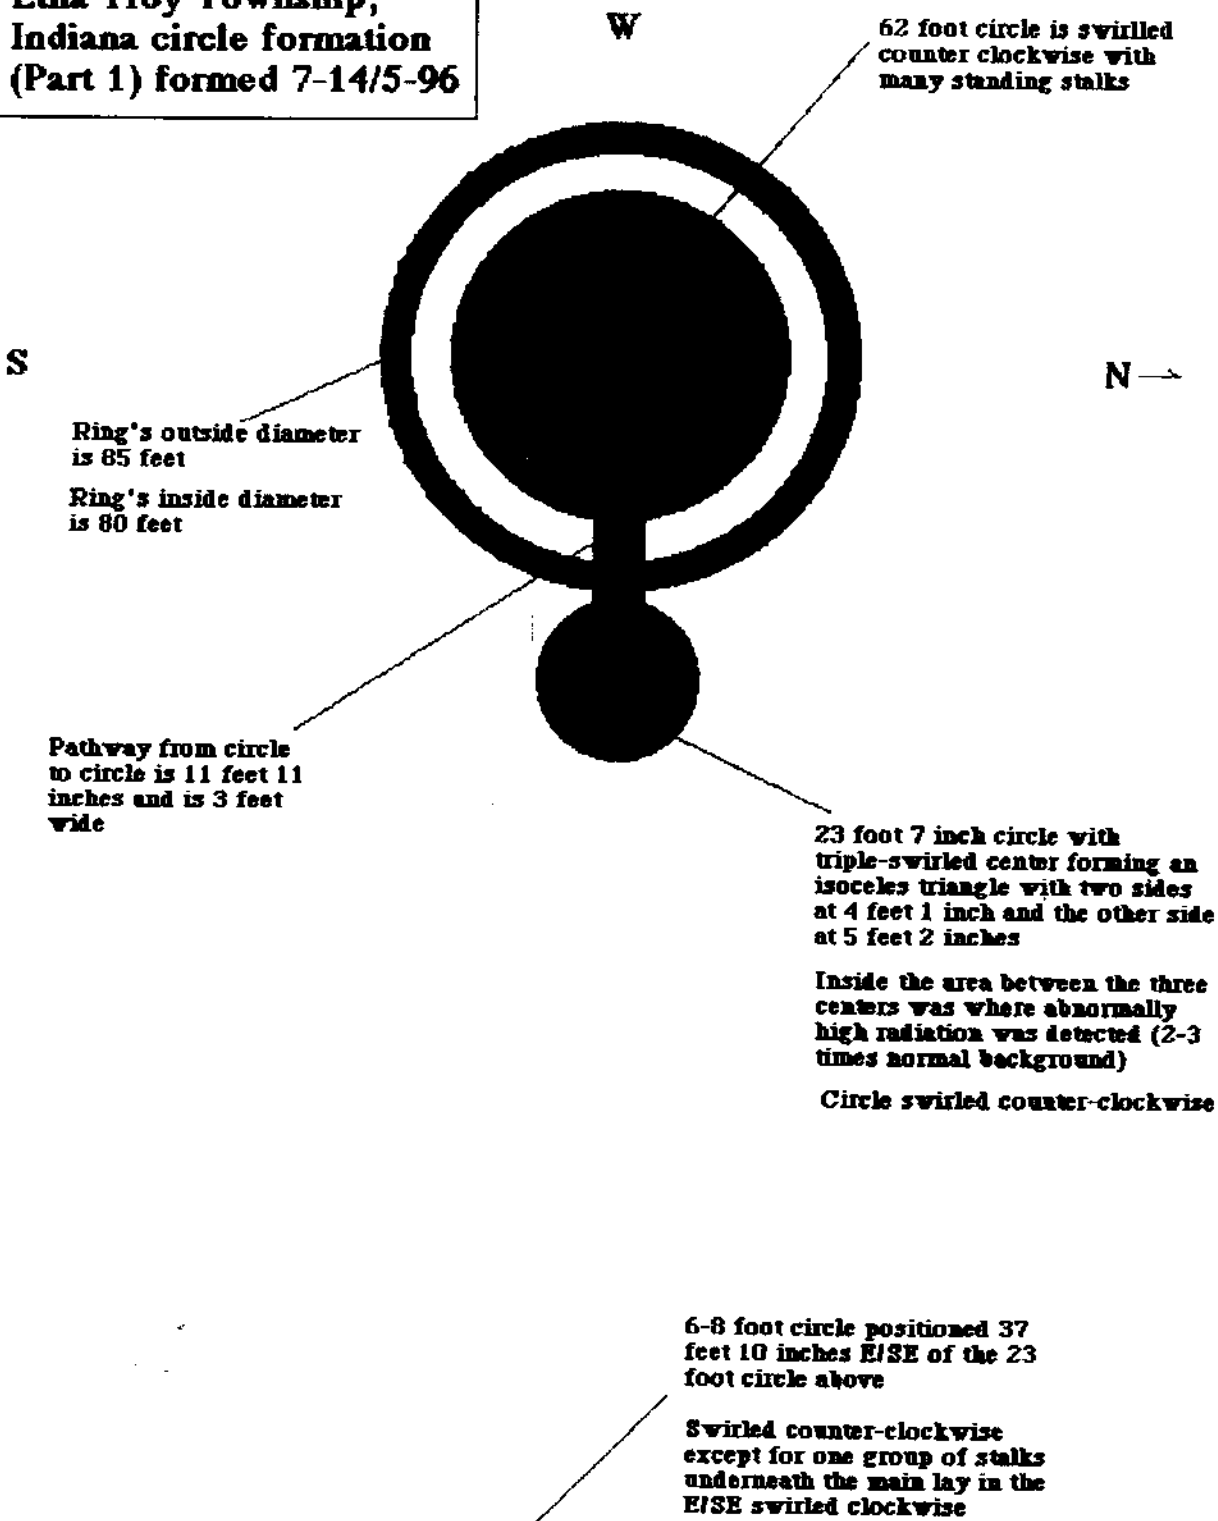 Etna Troy Township,
Indiana circle formation
(Part 1) formed 7-14/5-96
W
62 foot circle is swirlled
counter clockwise with
many standing stalks
S
N
Ring's outside diameter
is 85 feet
Ring's inside diameter
is 80 feet
Pathway from circle
to circle is 11 feet 11
inches and is 3 feet
wide
23 foot 7 inch circle with
triple-swirled center forming an
isoceles triangle with two sides
at 4 feet 1 inch and the other side
at 5 feet 2 inches
Inside the area between the three
centers was where abnormally
high radiation was detected (2-3
times normal background)
Circle swirled counter-clockwise
6-8 foot circle positioned 37
feet 10 inches E/SE of the 23
foot circle above
Swirled counter-clockwise
except for one group of stalks
underneath the main lay in the
E/SE swirled clockwise